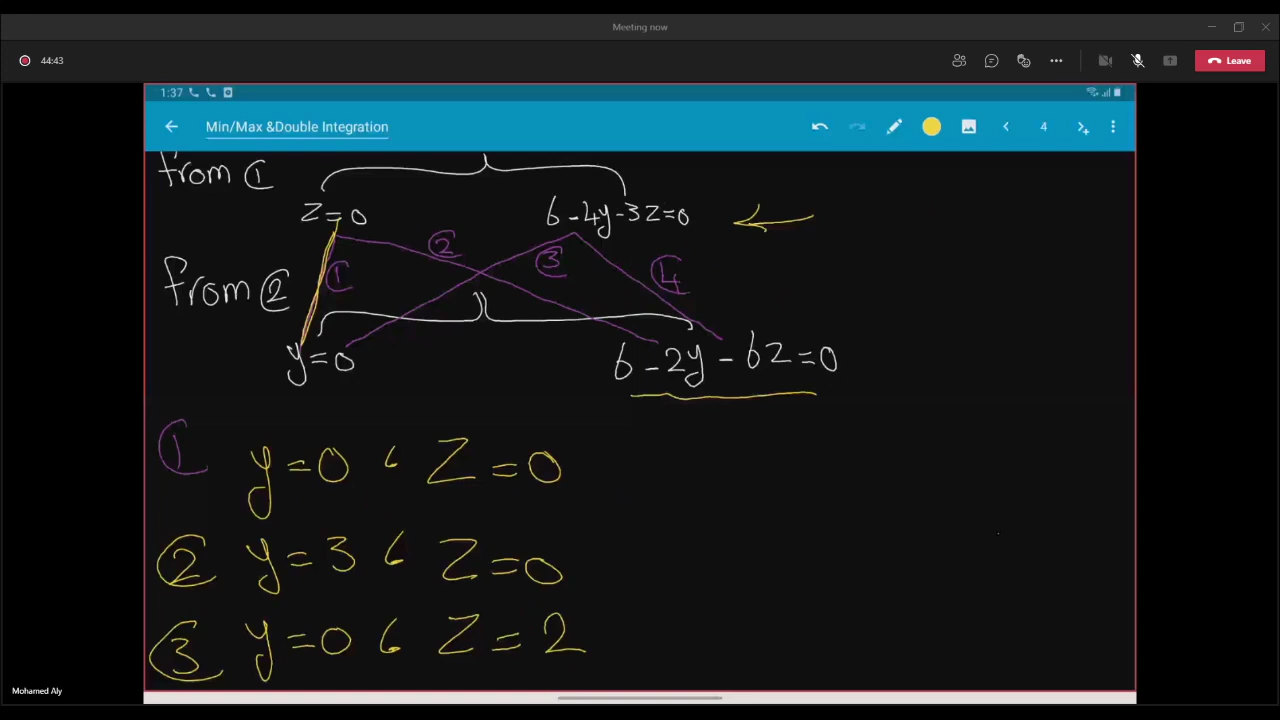 Meeting now
44:43
Leave
1:37
Min/Max &Double Integration
4
from ①
z=0 6-4y-3z=0
② ③
① ④
from ②
y=0 6-2y-6z=0
① y=0 , z=0
② y=3 , z=0
③ y=0 , z=2
Mohamed Aly